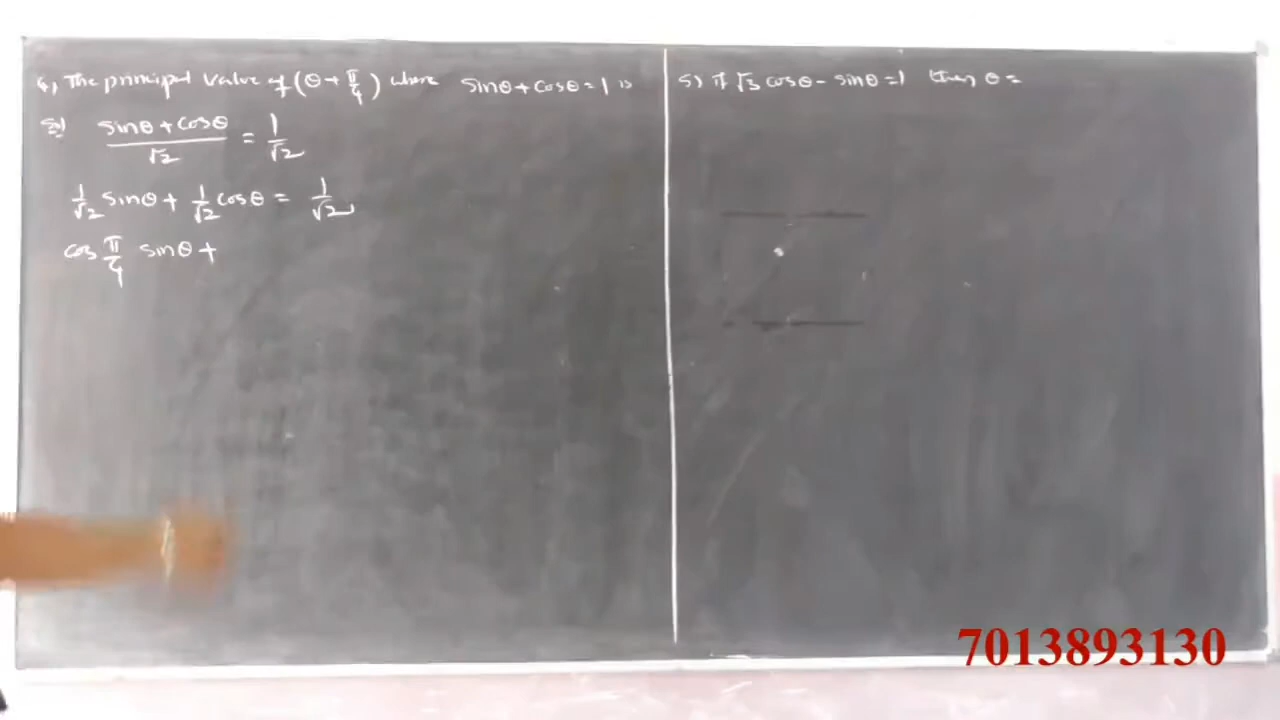 4, The principal value of (θ + π/4) where sinθ + cosθ = 1 is
Sol (sinθ + cosθ)/√2 = 1/√2
1/√2 sinθ + 1/√2 cosθ = 1/√2
cos π/4 sinθ +
5) if √3 cosθ - sinθ = 1 then θ =
7013893130